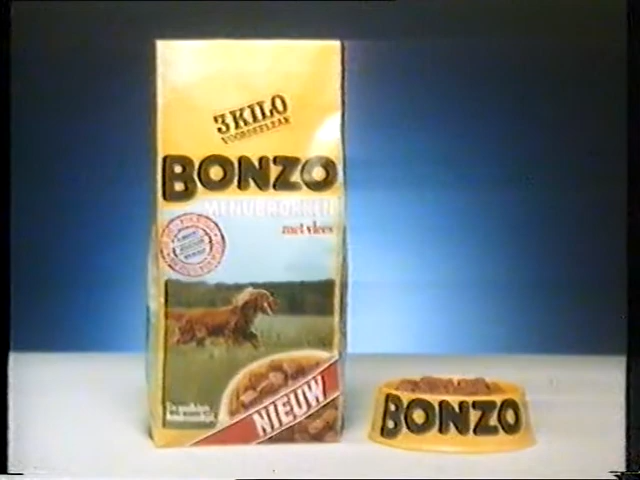 3 KILO
VOORDEELZAK
BONZO
MENUBROKKEN
met vlees
NIEUW
BONZO